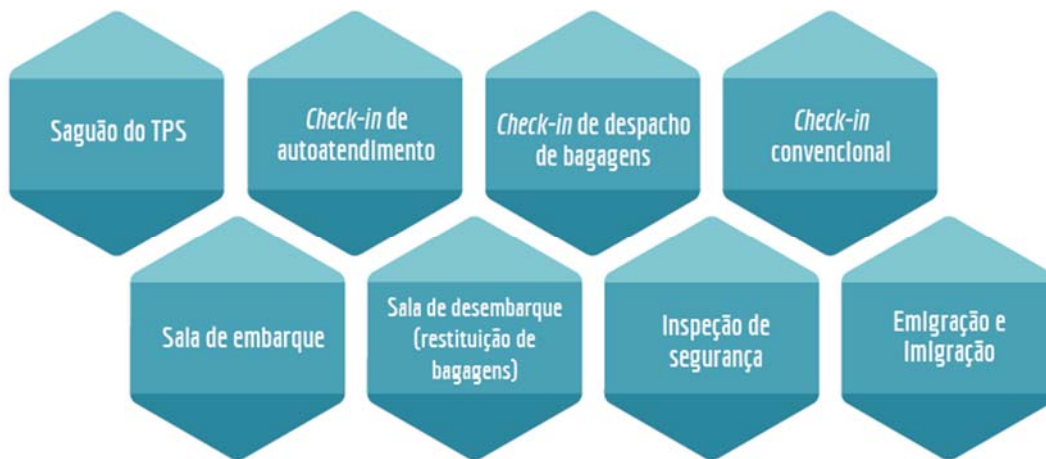 Saguão do TPS
Check-in de
autoatendimento
Check-in de despacho
de bagagens
Check-in
convencional
Sala de embarque
Sala de desembarque
(restituição de
bagagens)
Inspeção de
segurança
Emigração e
imigração